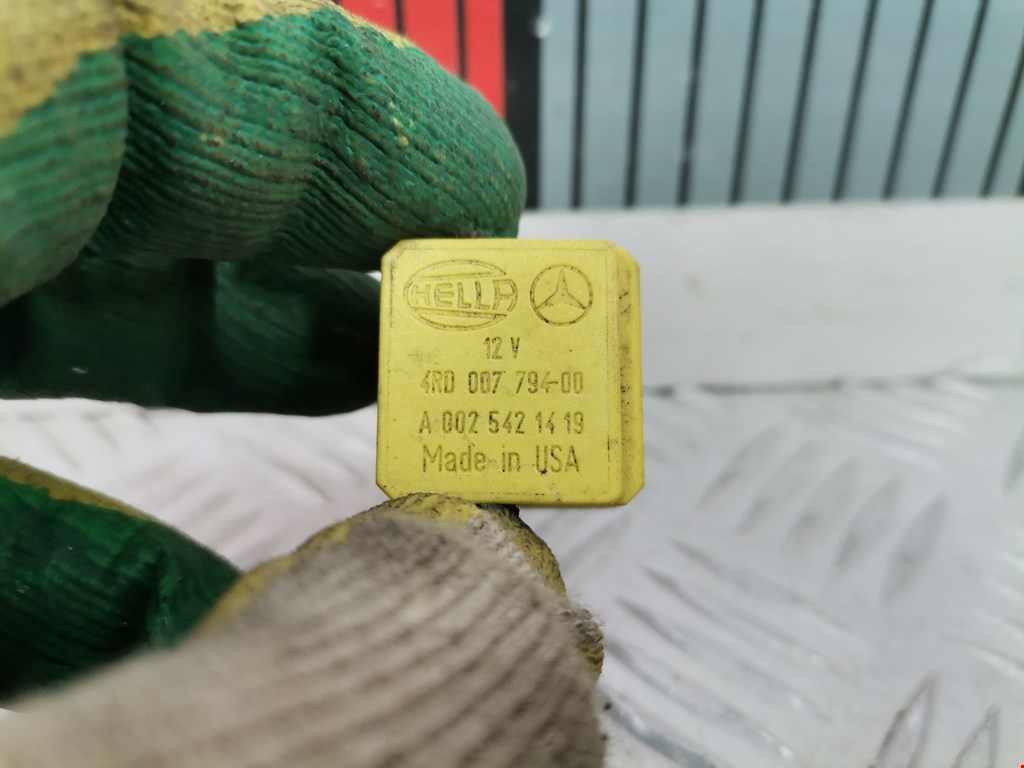 HELLA
12 V
4RD 007 794-00
A 002 542 14 19
Made in USA